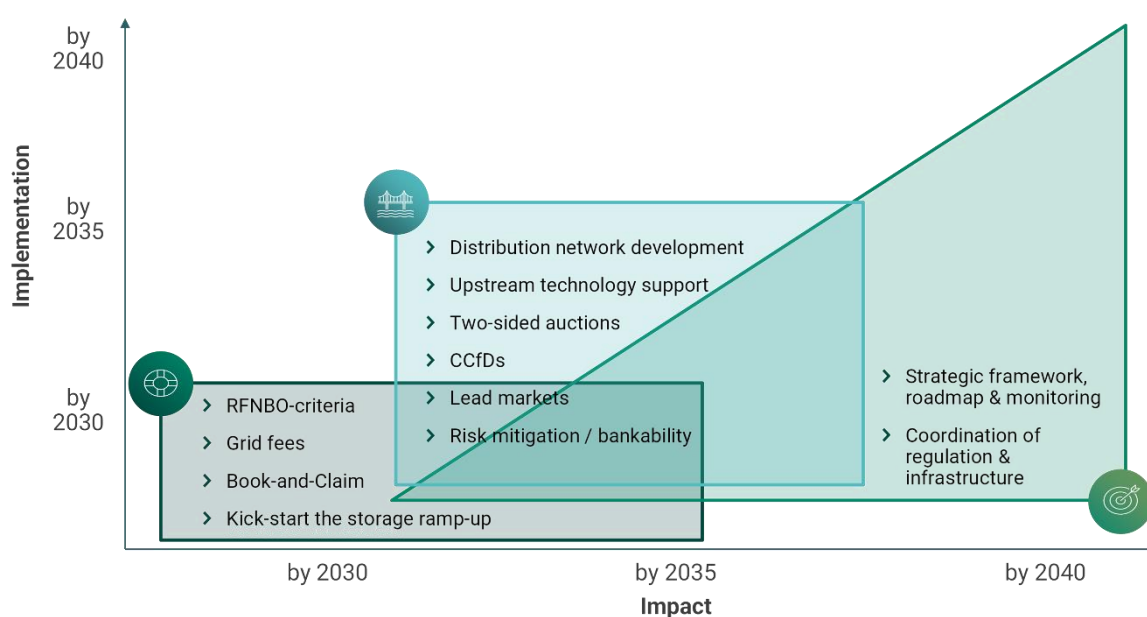 by
2040
by
2035
by
2030
Implementation
Distribution network development
Upstream technology support
Two-sided auctions
CCfDs
Lead markets
Risk mitigation / bankability
RFNBO-criteria
Grid fees
Book-and-Claim
Kick-start the storage ramp-up
Strategic framework,
roadmap & monitoring
Coordination of
regulation &
infrastructure
by 2030
by 2035
by 2040
Impact